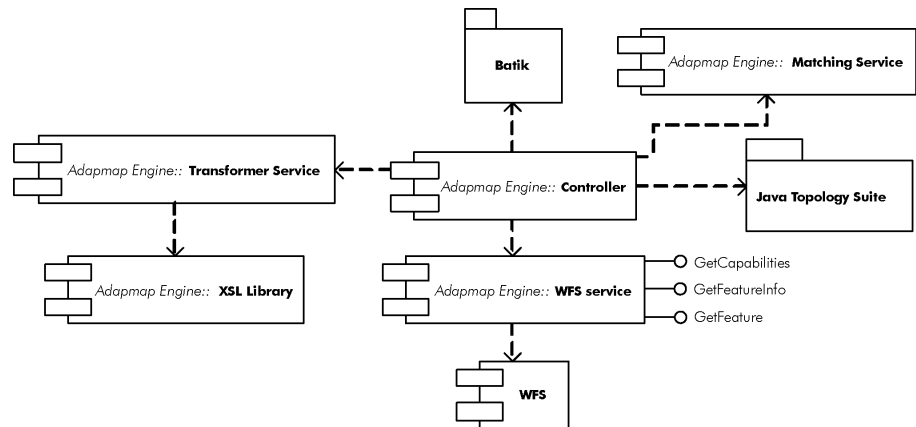 Batik
Adapmap Engine:: Matching Service
Adapmap Engine:: Transformer Service
Adapmap Engine:: Controller
Java Topology Suite
Adapmap Engine:: XSL Library
Adapmap Engine:: WFS service
GetCapabilities
GetFeatureInfo
GetFeature
WFS